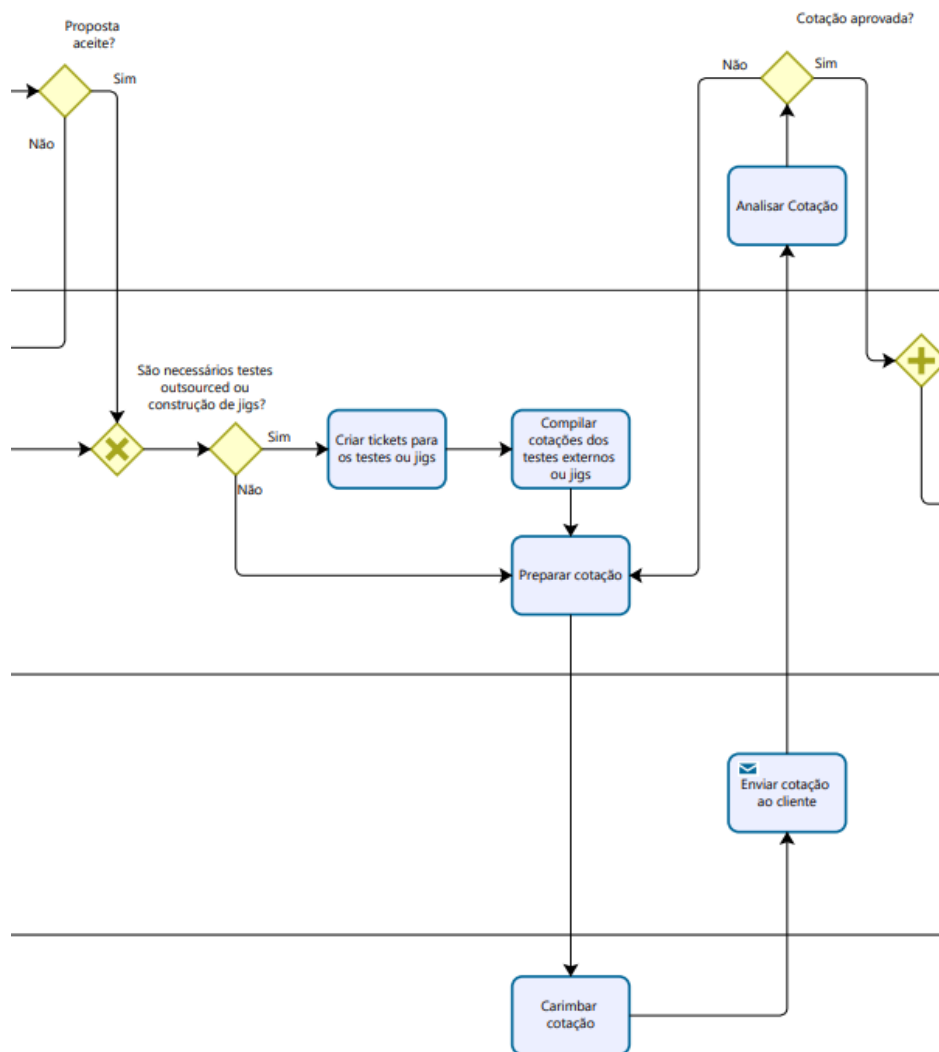 Proposta
aceite?
Sim
Não
Cotação aprovada?
Não
Sim
Analisar Cotação
São necessários testes
outsourced ou
construção de jigs?
Sim
Não
Criar tickets para
os testes ou jigs
Compilar
cotações dos
testes externos
ou jigs
Preparar cotação
Enviar cotação
ao cliente
Carimbar
cotação